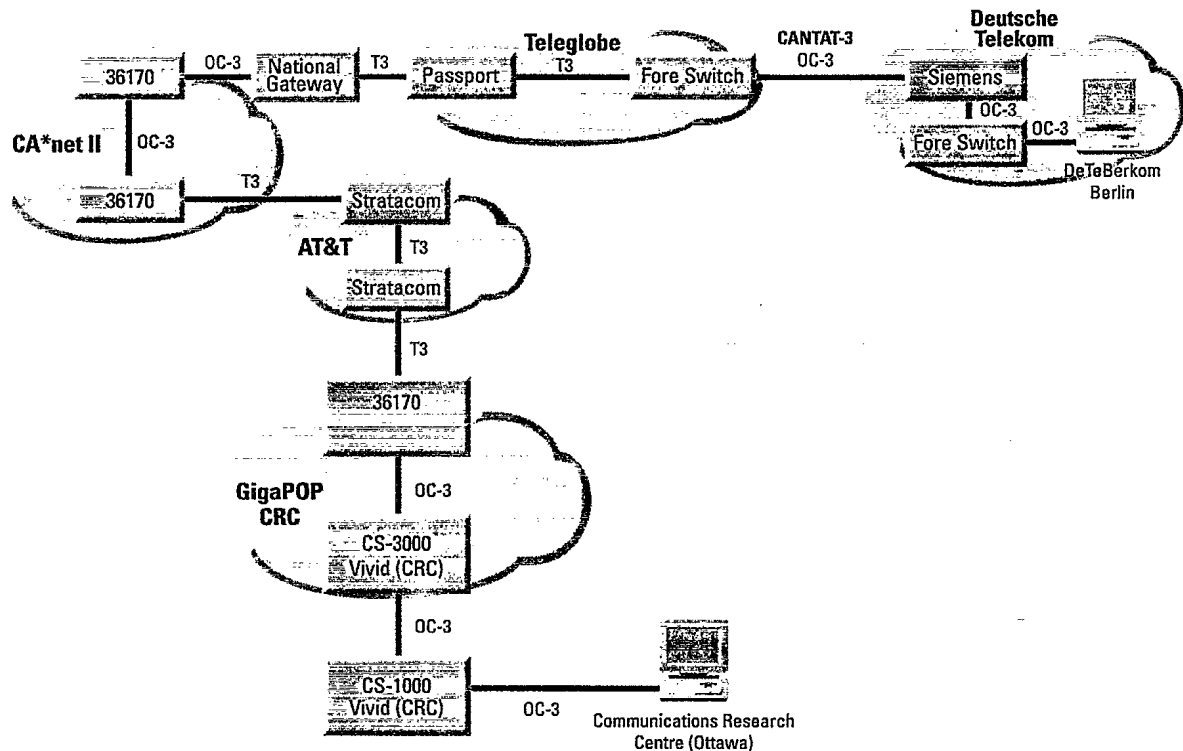 Deutsche
Telekom
Teleglobe
CANTAT-3
OC-3
36170
OC-3
National
Gateway
T3
Passport
T3
Fore Switch
Siemens
OC-3
CA*net II
OC-3
Fore Switch
OC-3
DeTeBerkom
Berlin
36170
T3
Stratacom
AT&T
T3
Stratacom
T3
36170
GigaPOP
CRC
OC-3
CS-3000
Vivid (CRC)
OC-3
CS-1000
Vivid (CRC)
OC-3
Communications Research
Centre (Ottawa)